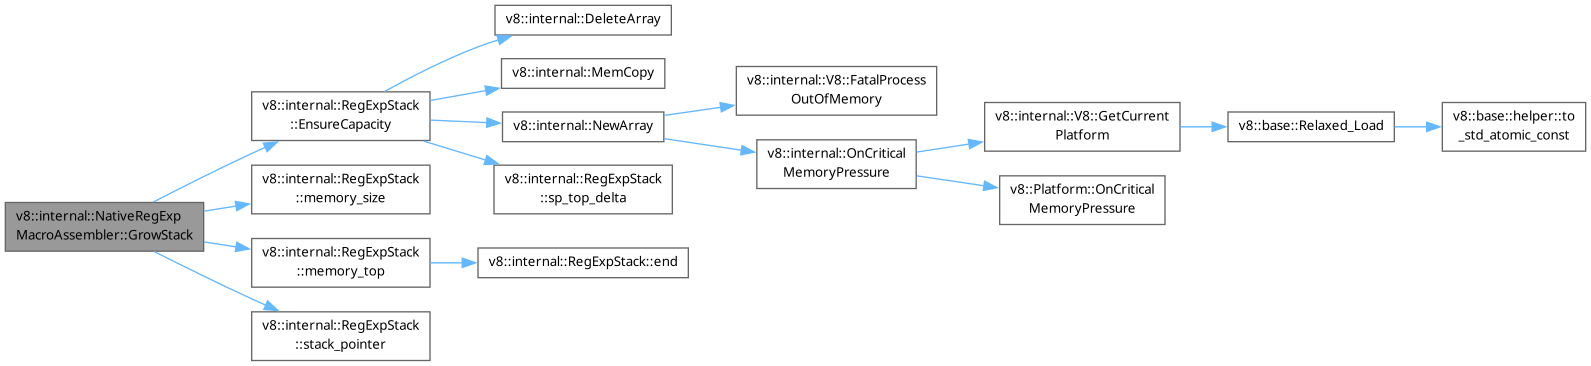 v8::internal::DeleteArray
v8::internal::MemCopy
v8::internal::V8::FatalProcess
OutOfMemory
v8::internal::RegExpStack
::EnsureCapacity
v8::internal::NewArray
v8::internal::V8::GetCurrent
Platform
v8::base::Relaxed_Load
v8::base::helper::to
_std_atomic_const
v8::internal::OnCritical
MemoryPressure
v8::internal::RegExpStack
::memory_size
v8::internal::RegExpStack
::sp_top_delta
v8::Platform::OnCritical
MemoryPressure
v8::internal::NativeRegExp
MacroAssembler::GrowStack
v8::internal::RegExpStack
::memory_top
v8::internal::RegExpStack::end
v8::internal::RegExpStack
::stack_pointer